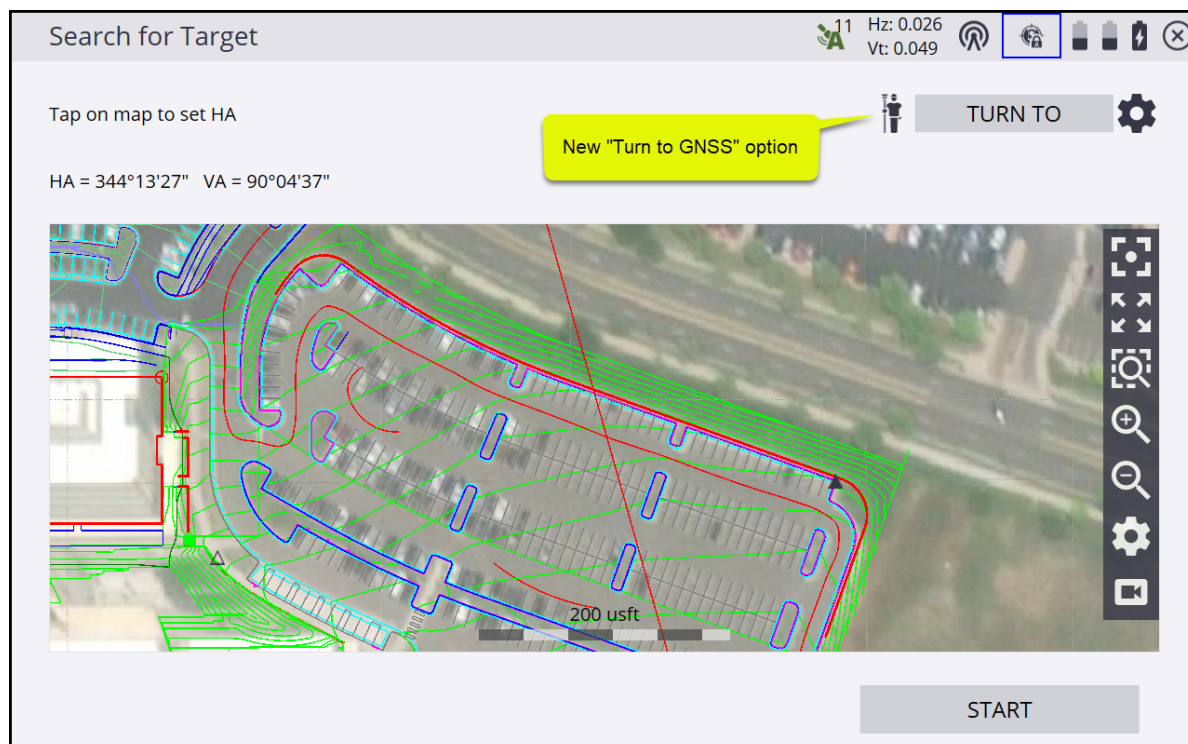 Search for Target
11
Hz: 0.026
Vt: 0.049
Tap on map to set HA
TURN TO
New "Turn to GNSS" option
HA = 344°13'27" VA = 90°04'37"
200 usft
START